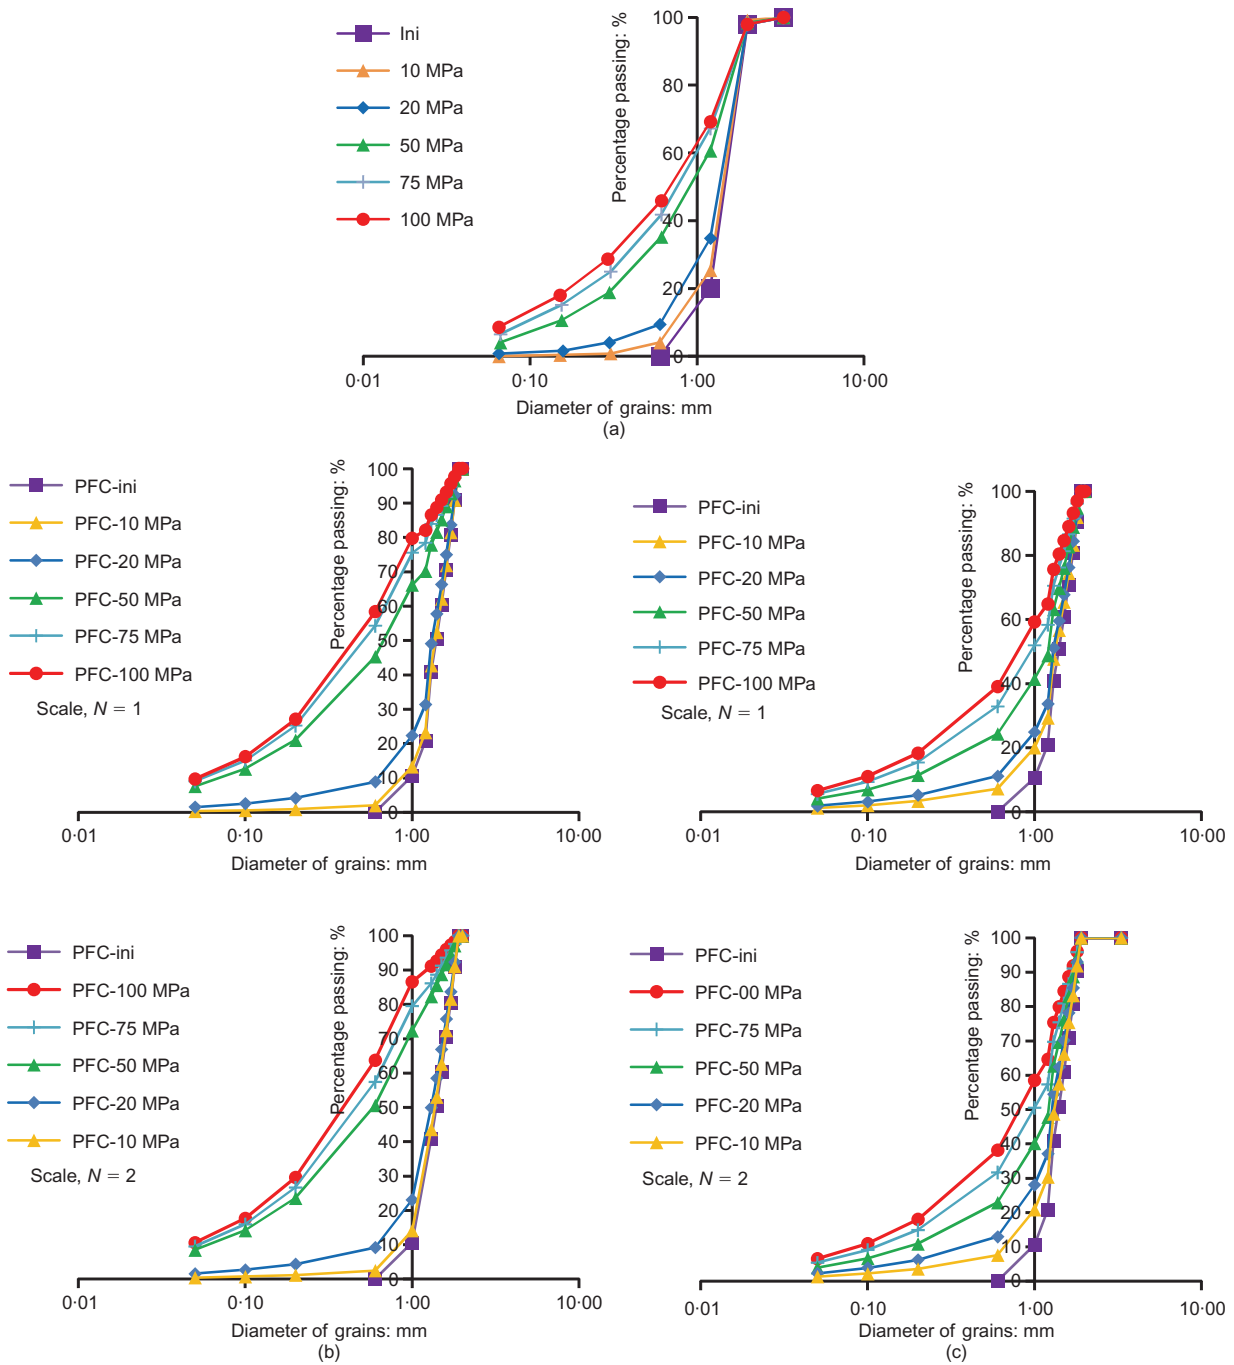 Ini
10 MPa
20 MPa
50 MPa
75 MPa
100 MPa
Percentage passing: %
100
80
60
40
20
0
0·01
0·10
1·00
10·00
Diameter of grains: mm
(a)
PFC-ini
PFC-10 MPa
PFC-20 MPa
PFC-50 MPa
PFC-75 MPa
PFC-100 MPa
Scale, N = 1
Percentage passing: %
100
90
80
70
60
50
40
30
20
10
0
0·01
0·10
1·00
10·00
Diameter of grains: mm
PFC-ini
PFC-10 MPa
PFC-20 MPa
PFC-50 MPa
PFC-75 MPa
PFC-100 MPa
Scale, N = 1
Percentage passing: %
100
80
60
40
20
0
0·01
0·10
1·00
10·00
Diameter of grains: mm
PFC-ini
PFC-100 MPa
PFC-75 MPa
PFC-50 MPa
PFC-20 MPa
PFC-10 MPa
Scale, N = 2
Percentage passing: %
100
90
80
70
60
50
40
30
20
10
0
0·01
0·10
1·00
10·00
Diameter of grains: mm
(b)
PFC-ini
PFC-00 MPa
PFC-75 MPa
PFC-50 MPa
PFC-20 MPa
PFC-10 MPa
Scale, N = 2
Percentage passing: %
100
90
80
70
60
50
40
30
20
10
0
0·01
0·10
1·00
10·00
Diameter of grains: mm
(c)